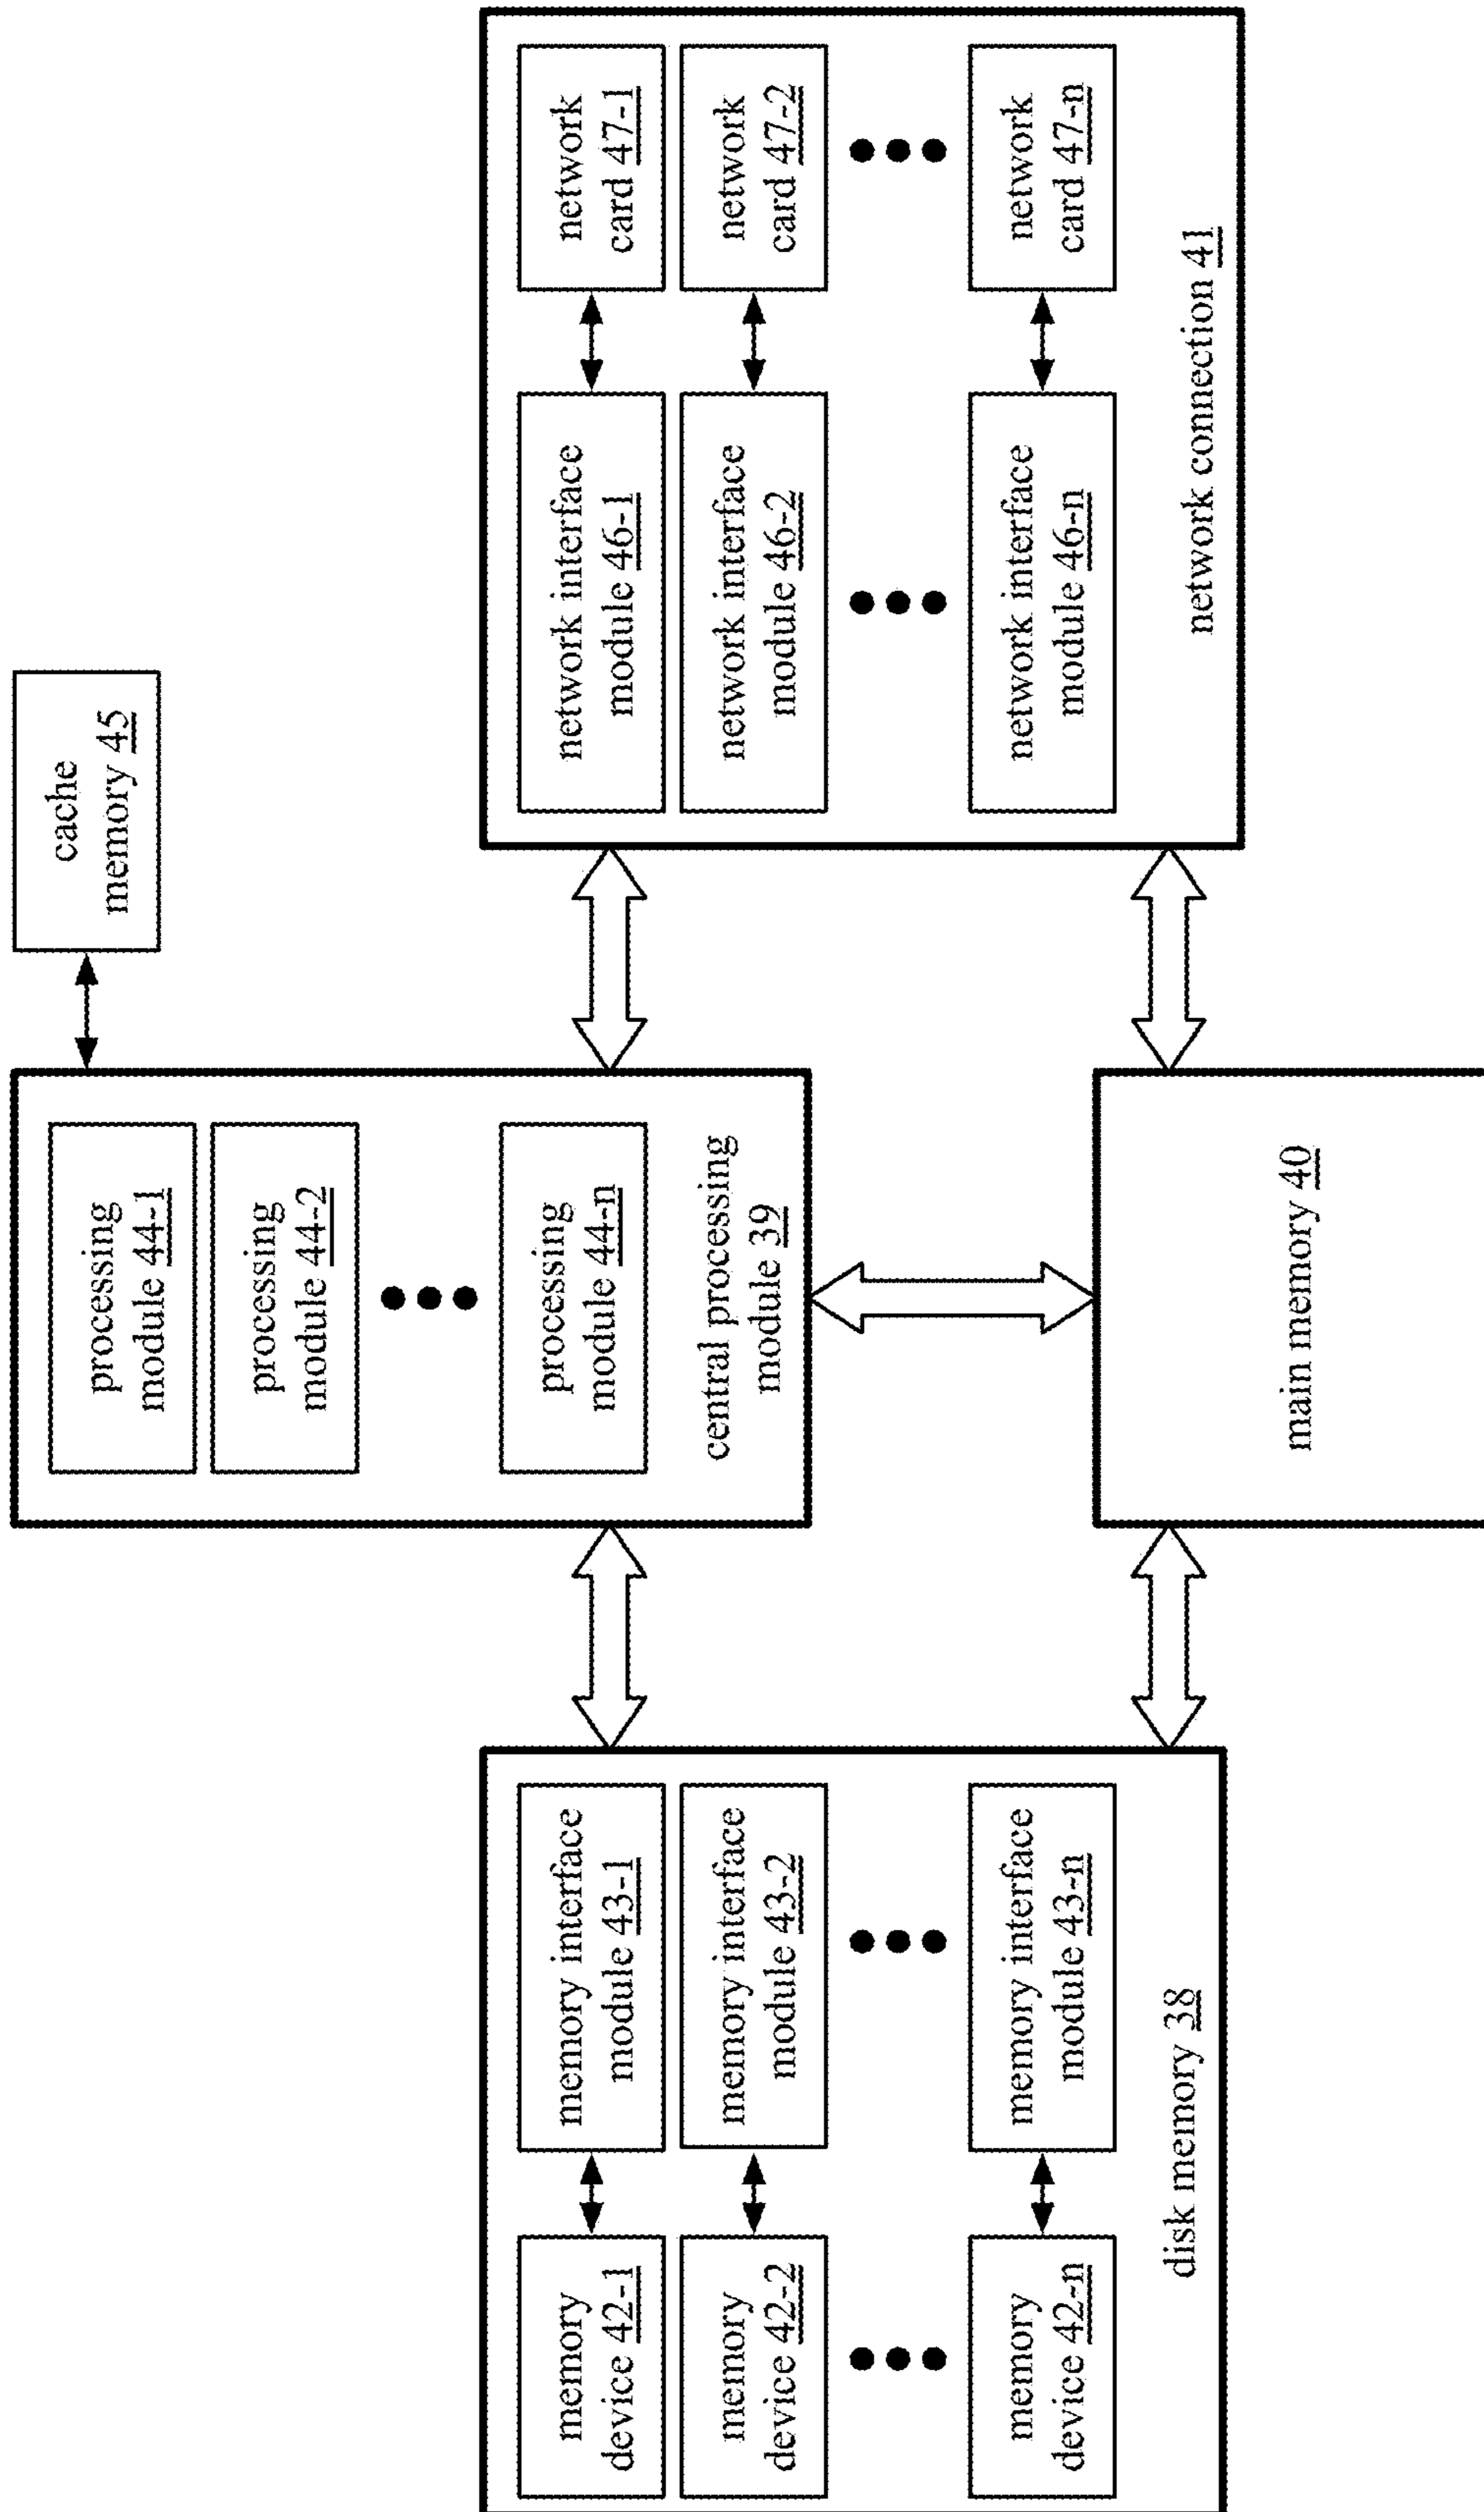 memory
device 42-1
memory
device 42-2
memory
device 42-n
memory interface
module 43-1
memory interface
module 43-2
memory interface
module 43-n
disk memory 38
processing
module 44-1
processing
module 44-2
processing
module 44-n
central processing
module 39
main memory 40
cache
memory 45
network interface
module 46-1
network interface
module 46-2
network interface
module 46-n
network
card 47-1
network
card 47-2
network
card 47-n
network connection 41